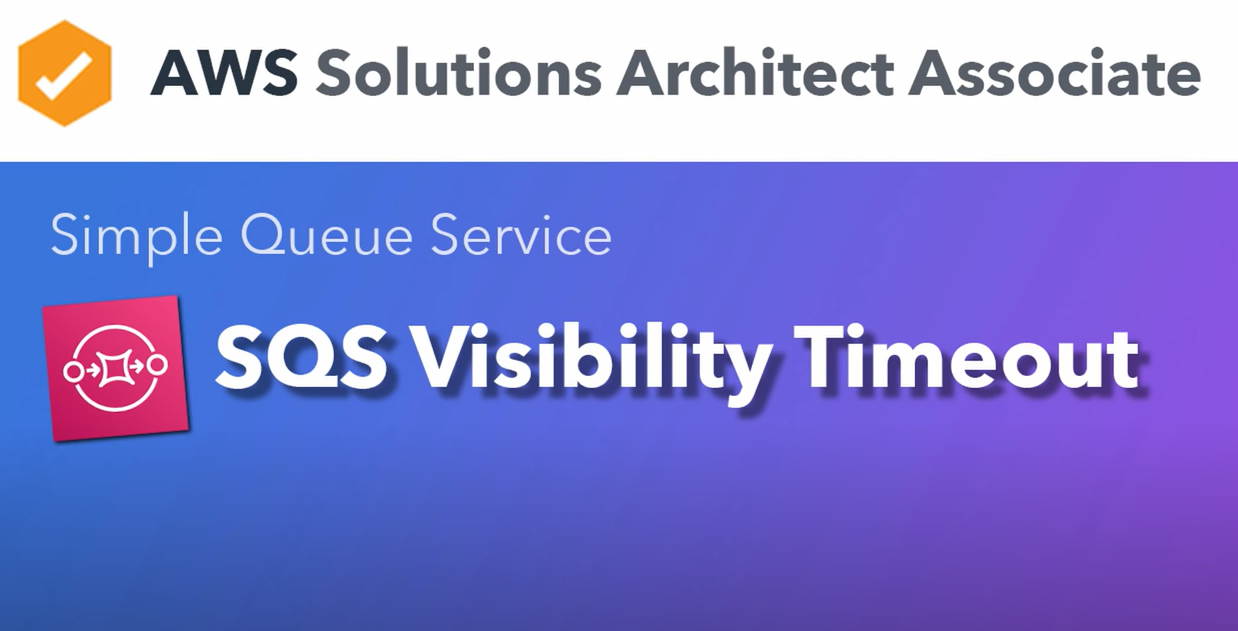 AWS Solutions Architect Associate
Simple Queue Service
SQS Visibility Timeout